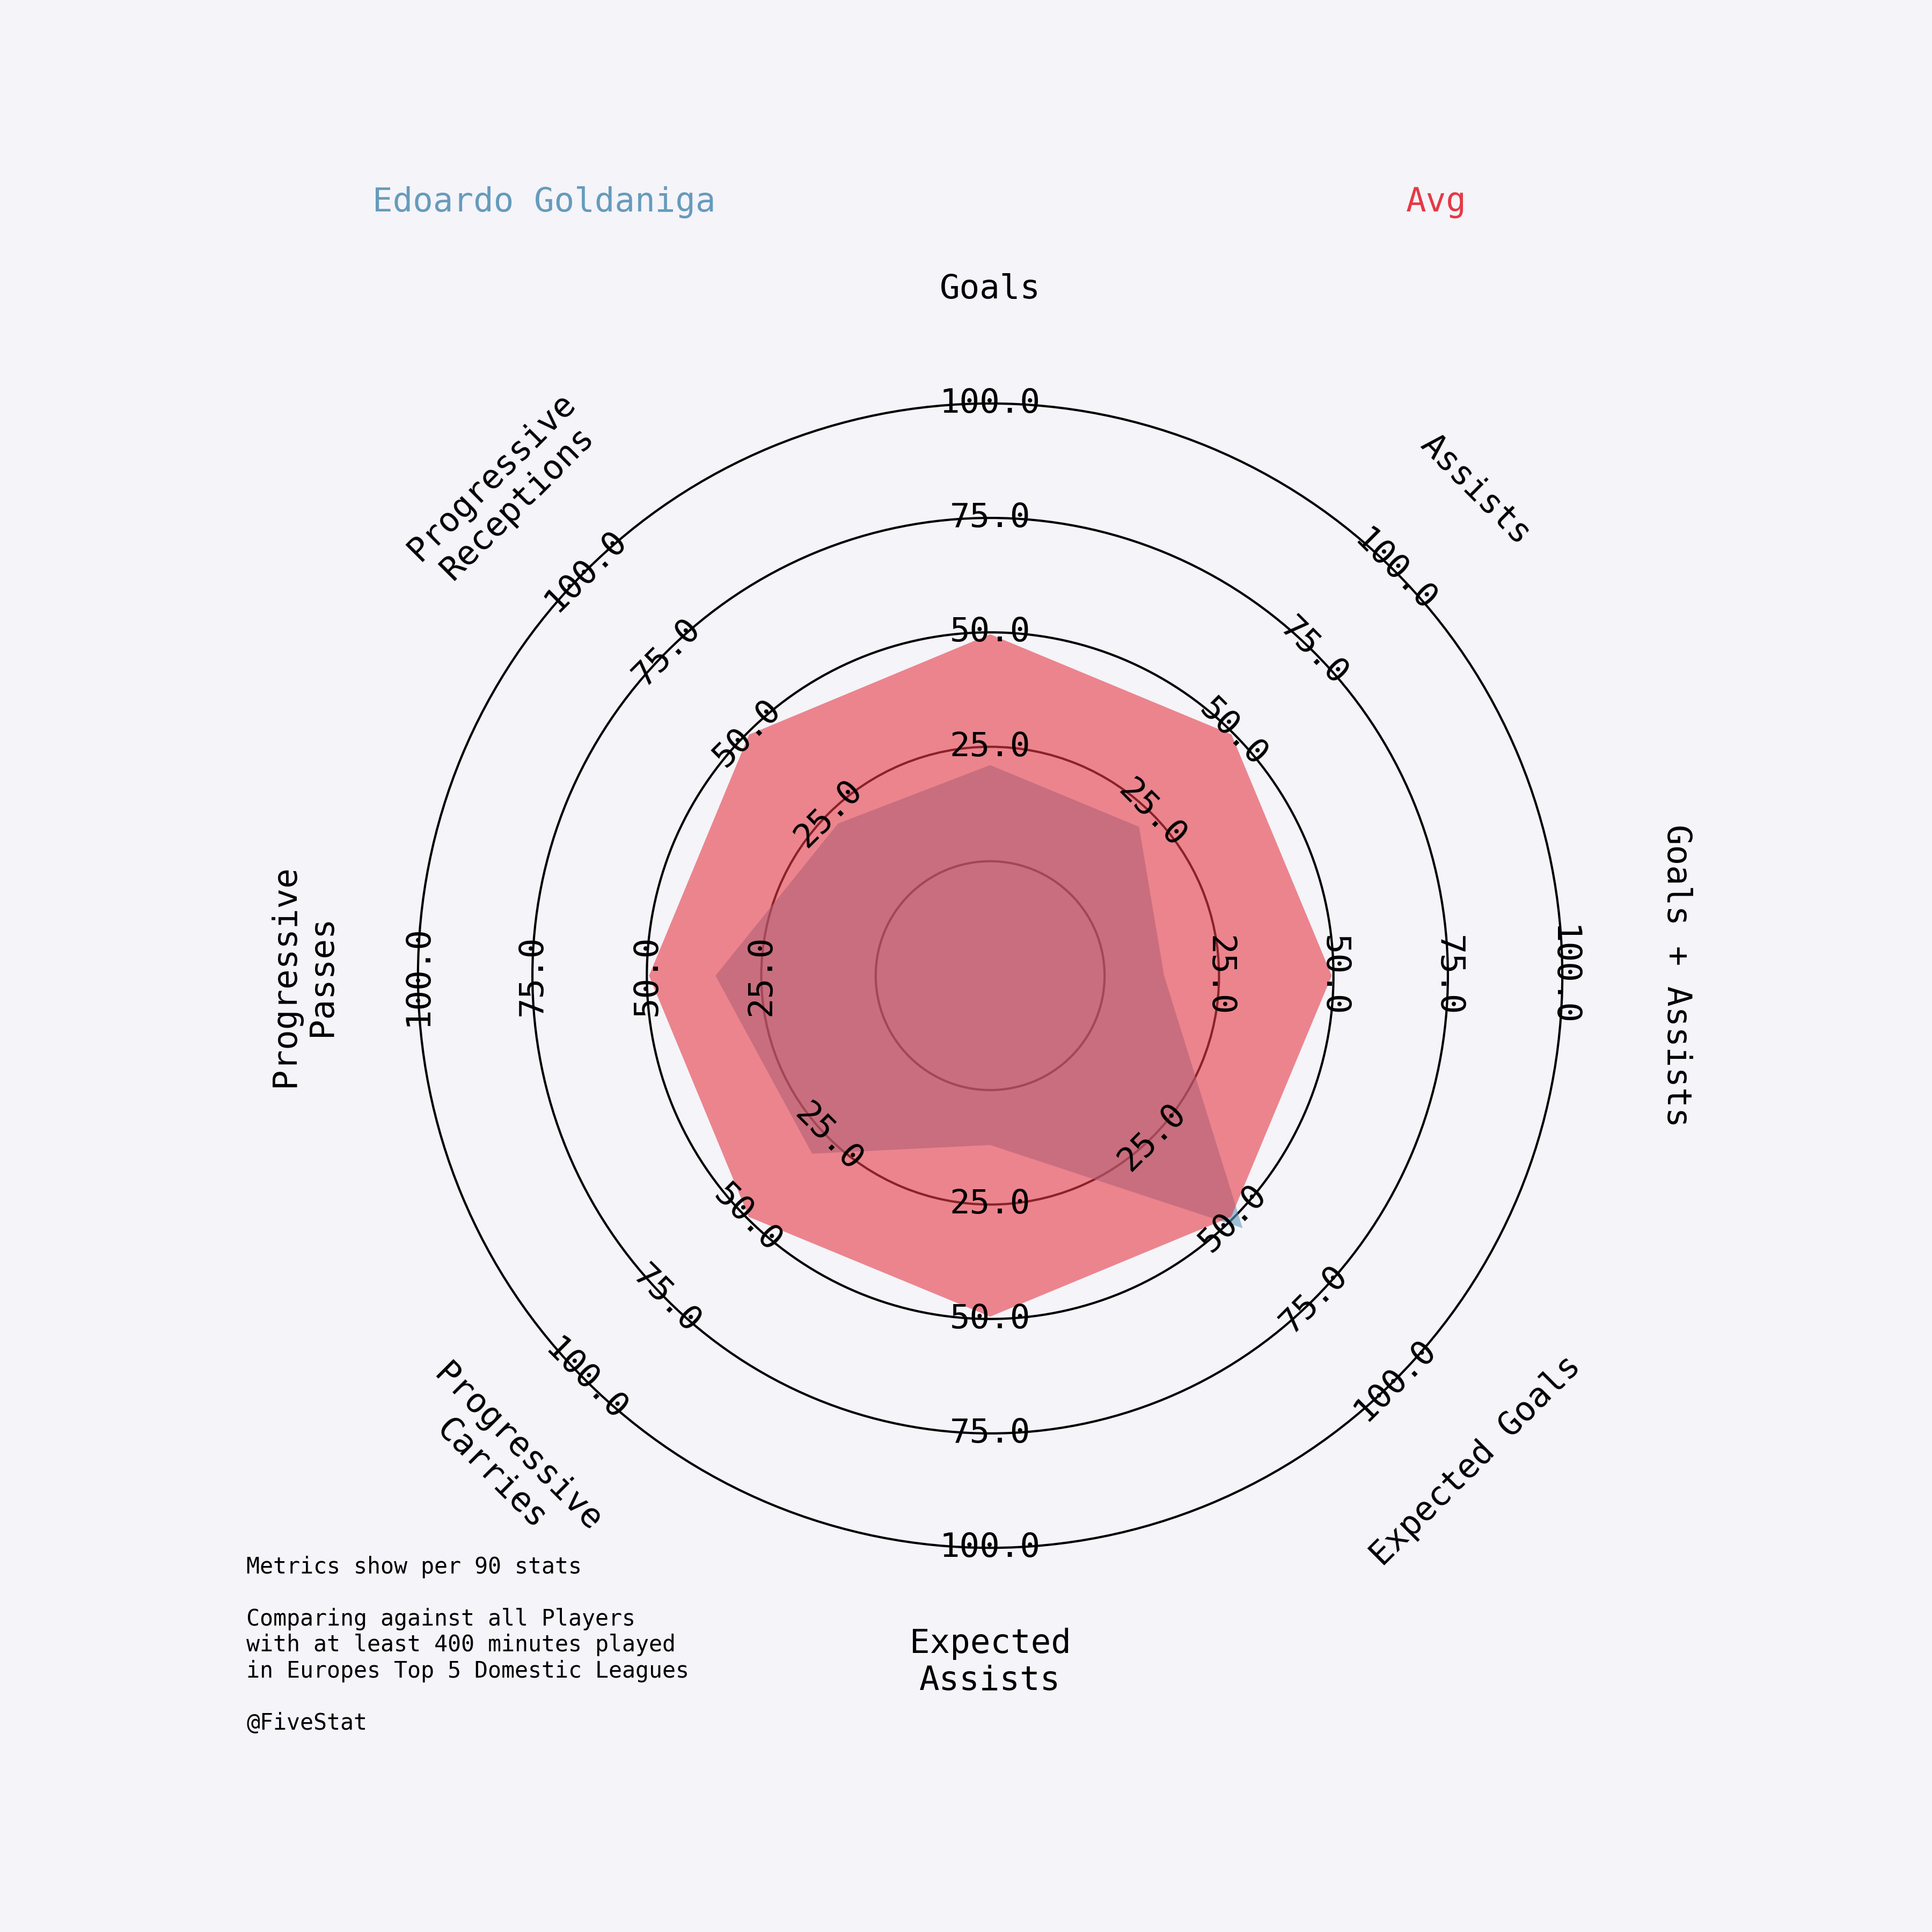 Edoardo Goldaniga
Avg
Goals
Assists
Goals + Assists
Expected Goals
Expected
Assists
Progressive
Carries
Progressive
Passes
Progressive
Receptions
25.0
50.0
75.0
100.0
25.0
50.0
75.0
100.0
25.0
50.0
75.0
100.0
25.0
50.0
75.0
100.0
25.0
50.0
75.0
100.0
25.0
50.0
75.0
100.0
25.0
50.0
75.0
100.0
25.0
50.0
75.0
100.0
Metrics show per 90 stats
Comparing against all Players
with at least 400 minutes played
in Europes Top 5 Domestic Leagues
@FiveStat